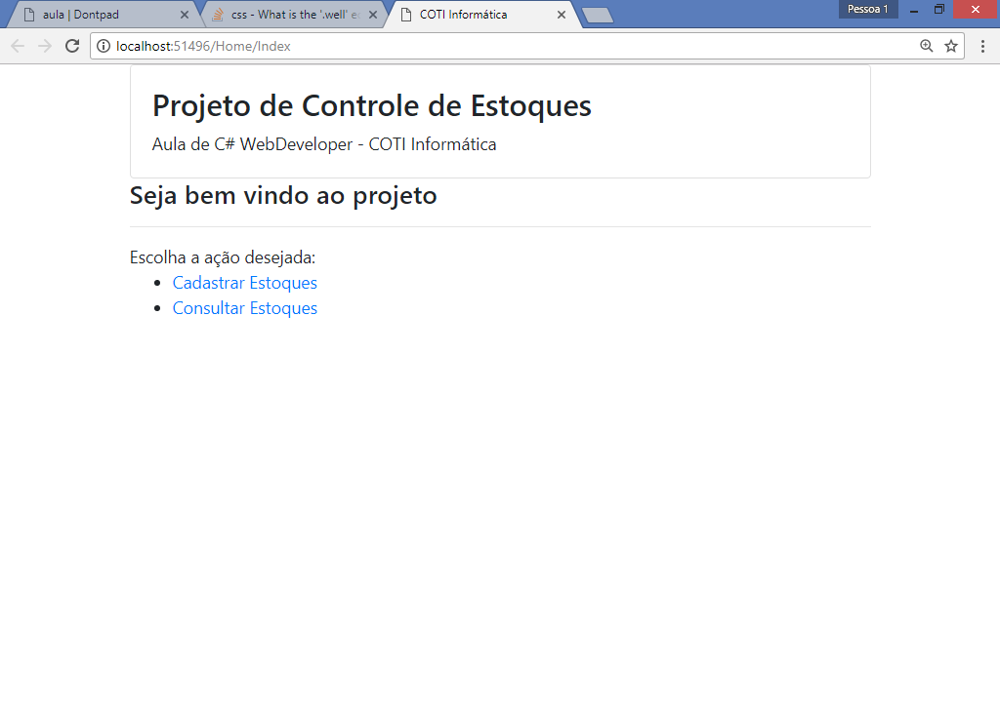 aula | Dontpad
css - What is the '.well' e
COTI Informática
Pessoa 1
localhost:51496/Home/Index
Projeto de Controle de Estoques
Aula de C# WebDeveloper - COTI Informática
Seja bem vindo ao projeto
Escolha a ação desejada:
Cadastrar Estoques
Consultar Estoques